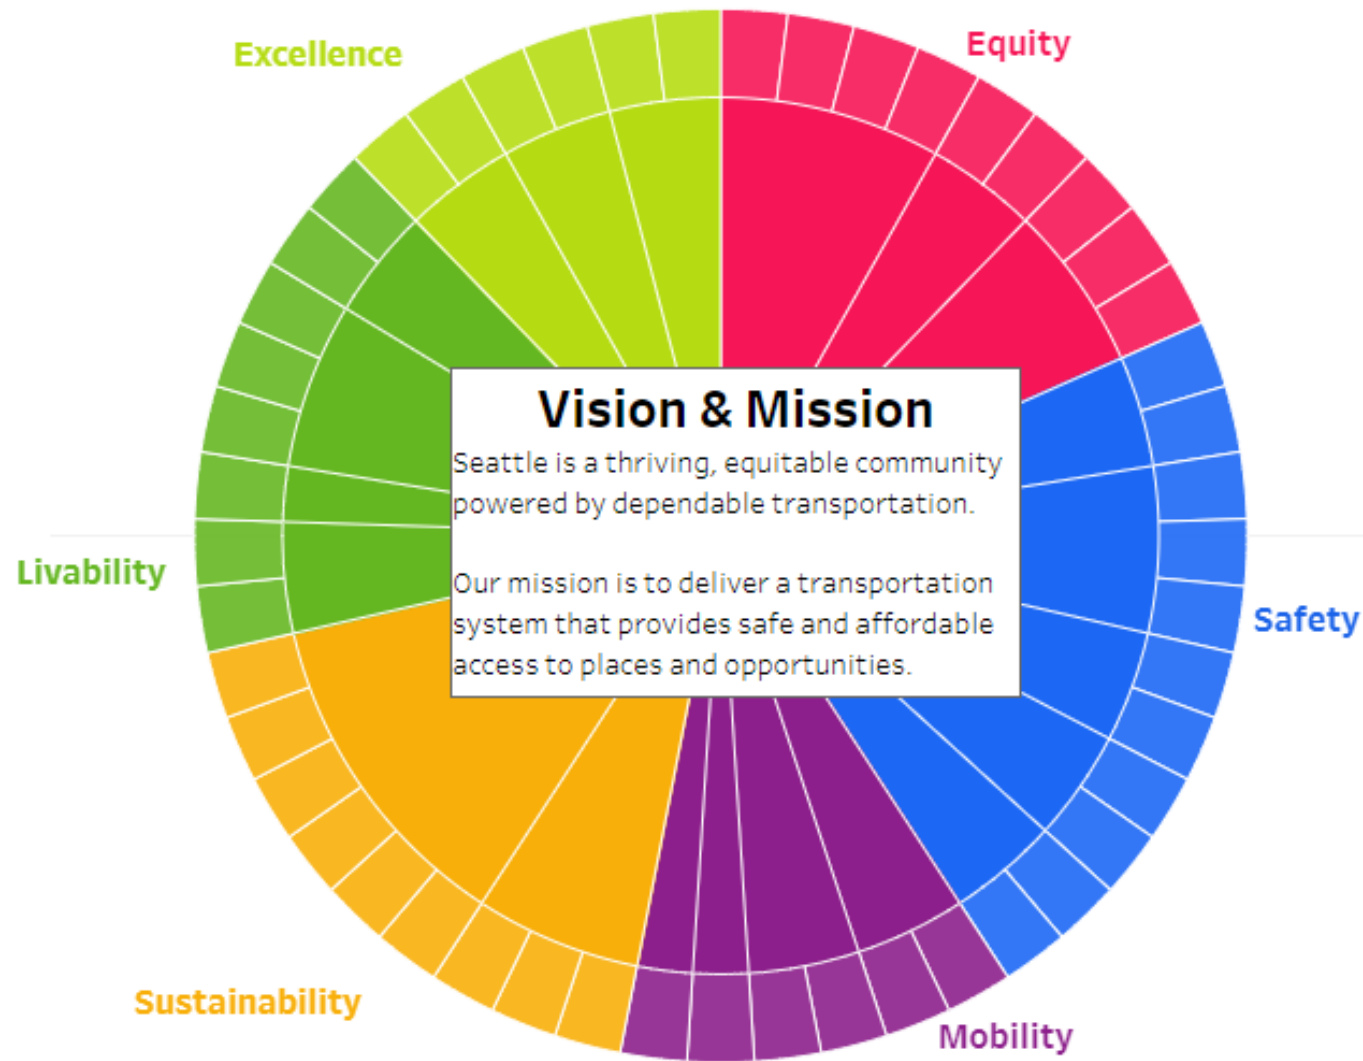 Excellence
Equity
Vision & Mission
Seattle is a thriving, equitable community
powered by dependable transportation.
Our mission is to deliver a transportation
system that provides safe and affordable
access to places and opportunities.
Livability
Safety
Sustainability
Mobility